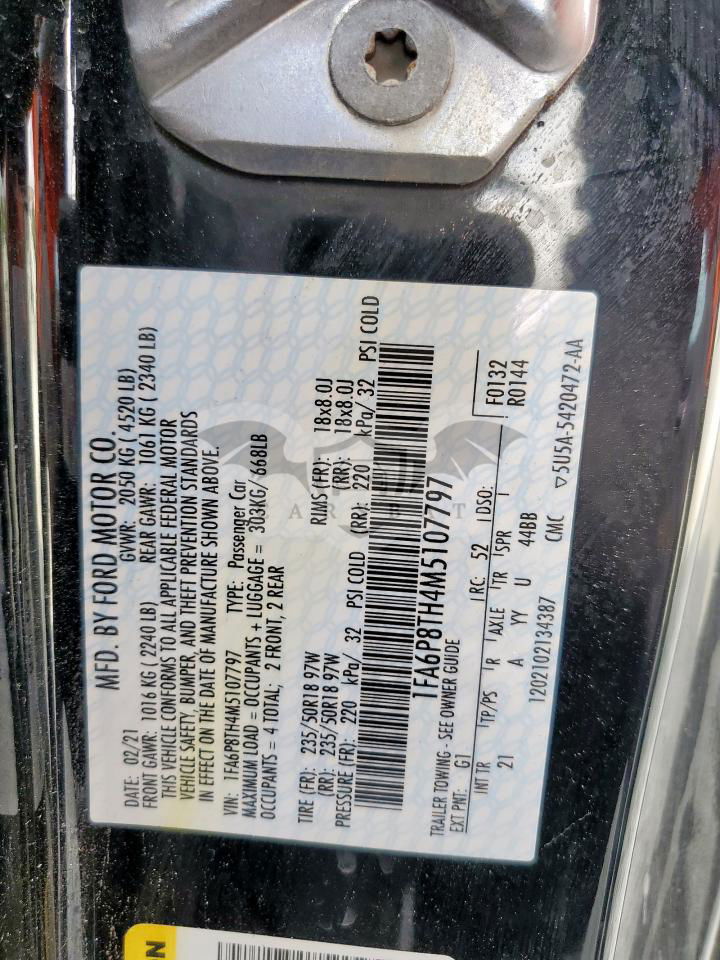 MFD. BY FORD MOTOR CO.
DATE: 02/21 GVWR: 2050 KG ( 4520 LB)
FRONT GAWR: 1016 KG ( 2240 LB) REAR GAWR: 1061 KG ( 2340 LB)
THIS VEHICLE CONFORMS TO ALL APPLICABLE FEDERAL MOTOR
VEHICLE SAFETY, BUMPER, AND THEFT PREVENTION STANDARDS
IN EFFECT ON THE DATE OF MANUFACTURE SHOWN ABOVE.
VIN: 1FA6P8TH4M5107797 TYPE: Passenger Car
MAXIMUM LOAD = OCCUPANTS + LUGGAGE = 303KG/ 668LB
OCCUPANTS = 4 TOTAL; 2 FRONT, 2 REAR
TIRE (FR): 235/50R18 97W RIMS (FR): 18x8.0J
(RR): 235/50R18 97W (RR): 18x8.0J
PRESSURE (FR): 220 kPa/ 32 PSI COLD (RR): 220 kPa/ 32 PSI COLD
1FA6P8TH4M5107797
TRAILER TOWING - SEE OWNER GUIDE
EXT PNT: G1 RC: 52 DSO: F0132
R0144
INT TR TP/PS R AXLE TR SPR
21 A YY U 44BB
1202102134387 CMC ▽5U5A-5420472-AA